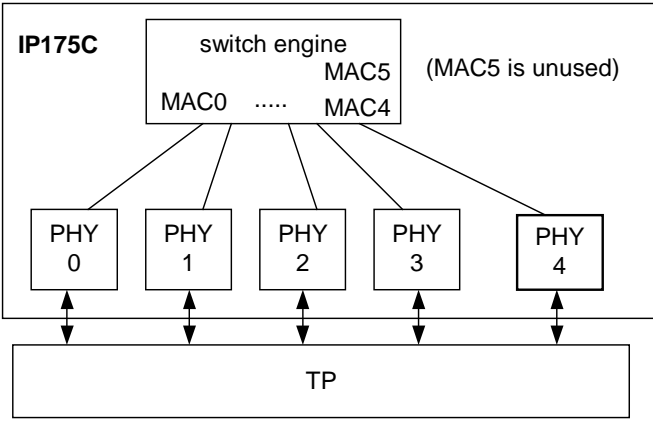 IP175C
switch engine
MAC5
(MAC5 is unused)
MAC0 ..... MAC4
PHY
0
PHY
1
PHY
2
PHY
3
PHY
4
TP